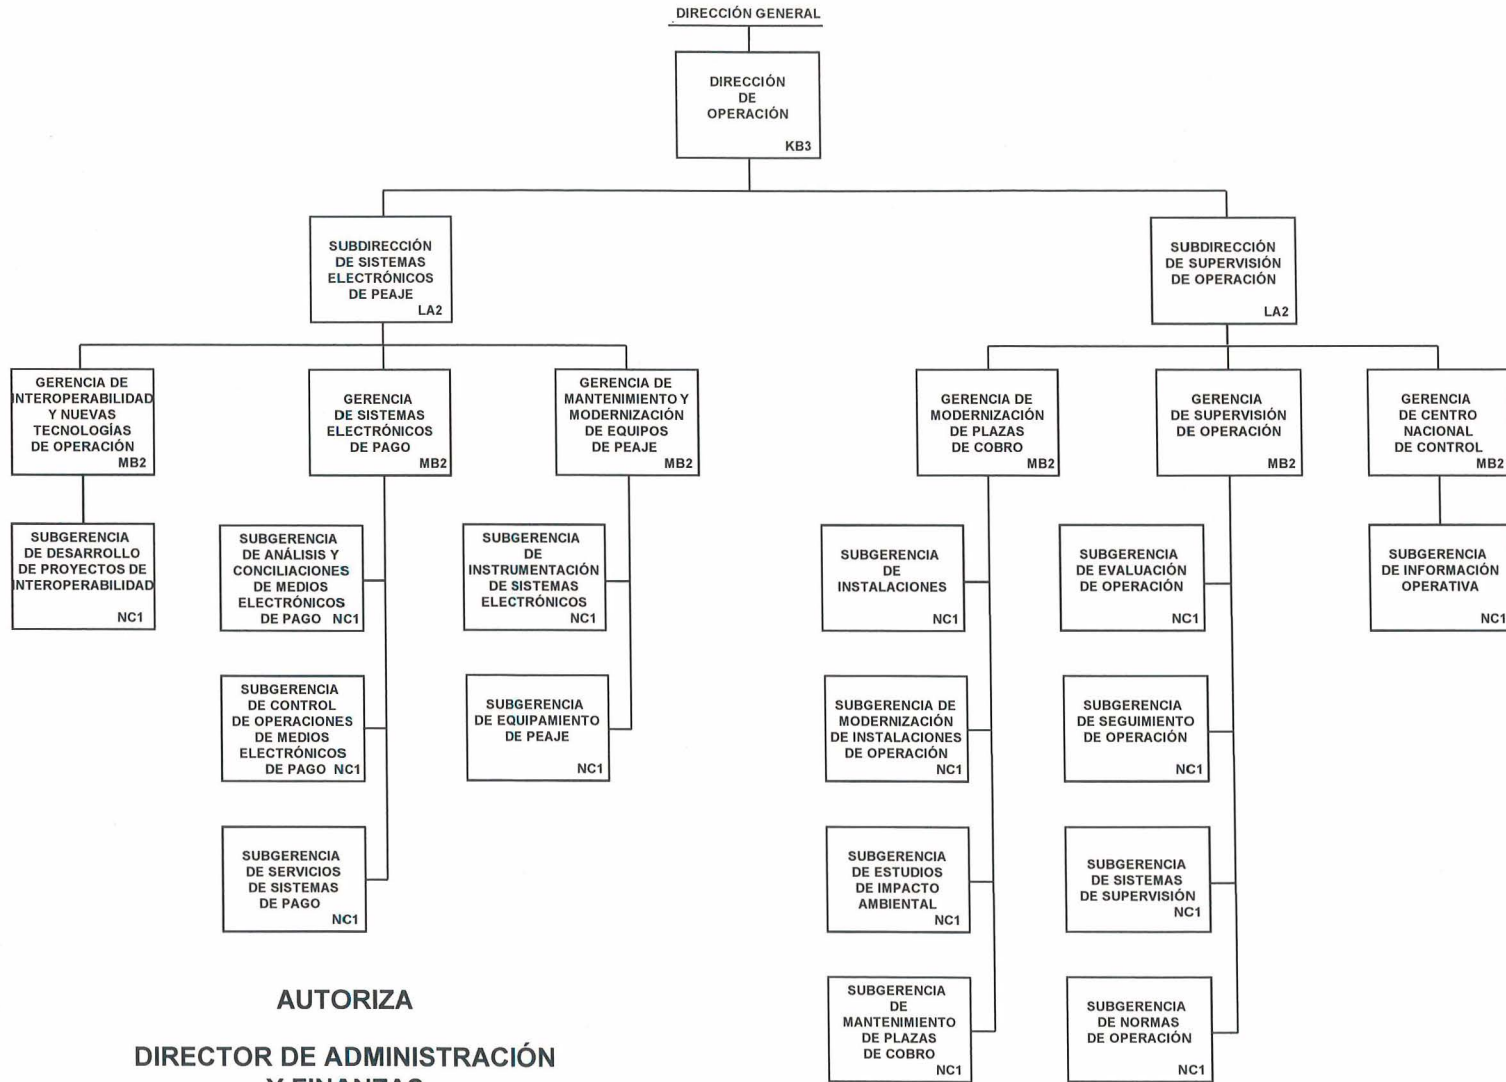 DIRECCIÓN GENERAL
DIRECCIÓN
DE
OPERACIÓN
KB3
SUBDIRECCIÓN
DE SISTEMAS
ELECTRÓNICOS
DE PEAJE
LA2
SUBDIRECCIÓN
DE SUPERVISIÓN
DE OPERACIÓN
LA2
GERENCIA DE
INTEROPERABILIDAD
Y NUEVAS
TECNOLOGÍAS
DE OPERACIÓN
MB2
GERENCIA
DE SISTEMAS
ELECTRÓNICOS
DE PAGO
MB2
GERENCIA DE
MANTENIMIENTO Y
MODERNIZACIÓN
DE EQUIPOS
DE PEAJE
MB2
GERENCIA DE
MODERNIZACIÓN
DE PLAZAS
DE COBRO
MB2
GERENCIA
DE SUPERVISIÓN
DE OPERACIÓN
MB2
GERENCIA
DE CENTRO
NACIONAL
DE CONTROL
MB2
SUBGERENCIA
DE DESARROLLO
DE PROYECTOS DE
INTEROPERABILIDAD
NC1
SUBGERENCIA
DE ANÁLISIS Y
CONCILIACIONES
DE MEDIOS
ELECTRÓNICOS
DE PAGO NC1
SUBGERENCIA
DE
INSTRUMENTACIÓN
DE SISTEMAS
ELECTRÓNICOS
NC1
SUBGERENCIA
DE
INSTALACIONES
NC1
SUBGERENCIA
DE EVALUACIÓN
DE OPERACIÓN
NC1
SUBGERENCIA
DE INFORMACIÓN
OPERATIVA
NC1
SUBGERENCIA
DE CONTROL
DE OPERACIONES
DE MEDIOS
ELECTRÓNICOS
DE PAGO NC1
SUBGERENCIA
DE EQUIPAMIENTO
DE PEAJE
NC1
SUBGERENCIA DE
MODERNIZACIÓN
DE INSTALACIONES
DE OPERACIÓN
NC1
SUBGERENCIA
DE SEGUIMIENTO
DE OPERACIÓN
NC1
SUBGERENCIA
DE SERVICIOS
DE SISTEMAS
DE PAGO
NC1
SUBGERENCIA
DE ESTUDIOS
DE IMPACTO
AMBIENTAL
NC1
SUBGERENCIA
DE SISTEMAS
DE SUPERVISIÓN
NC1
SUBGERENCIA
DE
MANTENIMIENTO
DE PLAZAS
DE COBRO
NC1
SUBGERENCIA
DE NORMAS
DE OPERACIÓN
NC1
AUTORIZA
DIRECTOR DE ADMINISTRACIÓN
Y FINANZAS